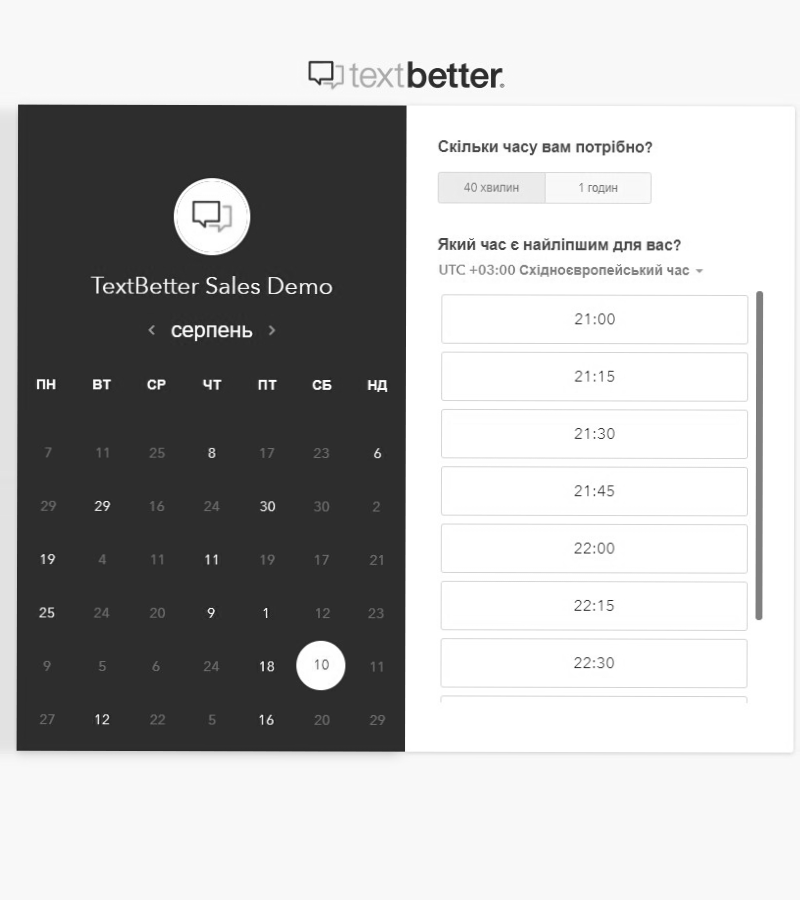 textbetter.
TextBetter Sales Demo
серпень
ПН ВТ СР ЧТ ПТ СБ НД
7 11 25 8 17 23 6
29 29 16 24 30 30 2
19 4 11 11 19 17 21
25 24 20 9 1 12 23
9 5 6 24 18 10 11
27 12 22 5 16 20 29
Скільки часу вам потрібно?
40 хвилин 1 годин
Який час є найліпшим для вас?
UTC +03:00 Східноєвропейський час
21:00
21:15
21:30
21:45
22:00
22:15
22:30